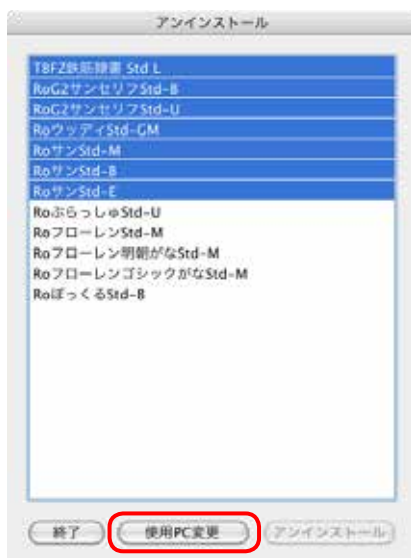 アンインストール
TBFZ鉄筋隷書 Std L
RoG2サンセリフStd-B
RoG2サンセリフStd-U
RoウッディStd-GM
RoサンStd-M
RoサンStd-B
RoサンStd-E
RoぶらっしゅStd-U
RoフローレンStd-M
Roフローレン明朝がなStd-M
RoフローレンゴシックがなStd-M
RoぽっくるStd-B
終了 使用PC変更 アンインストール